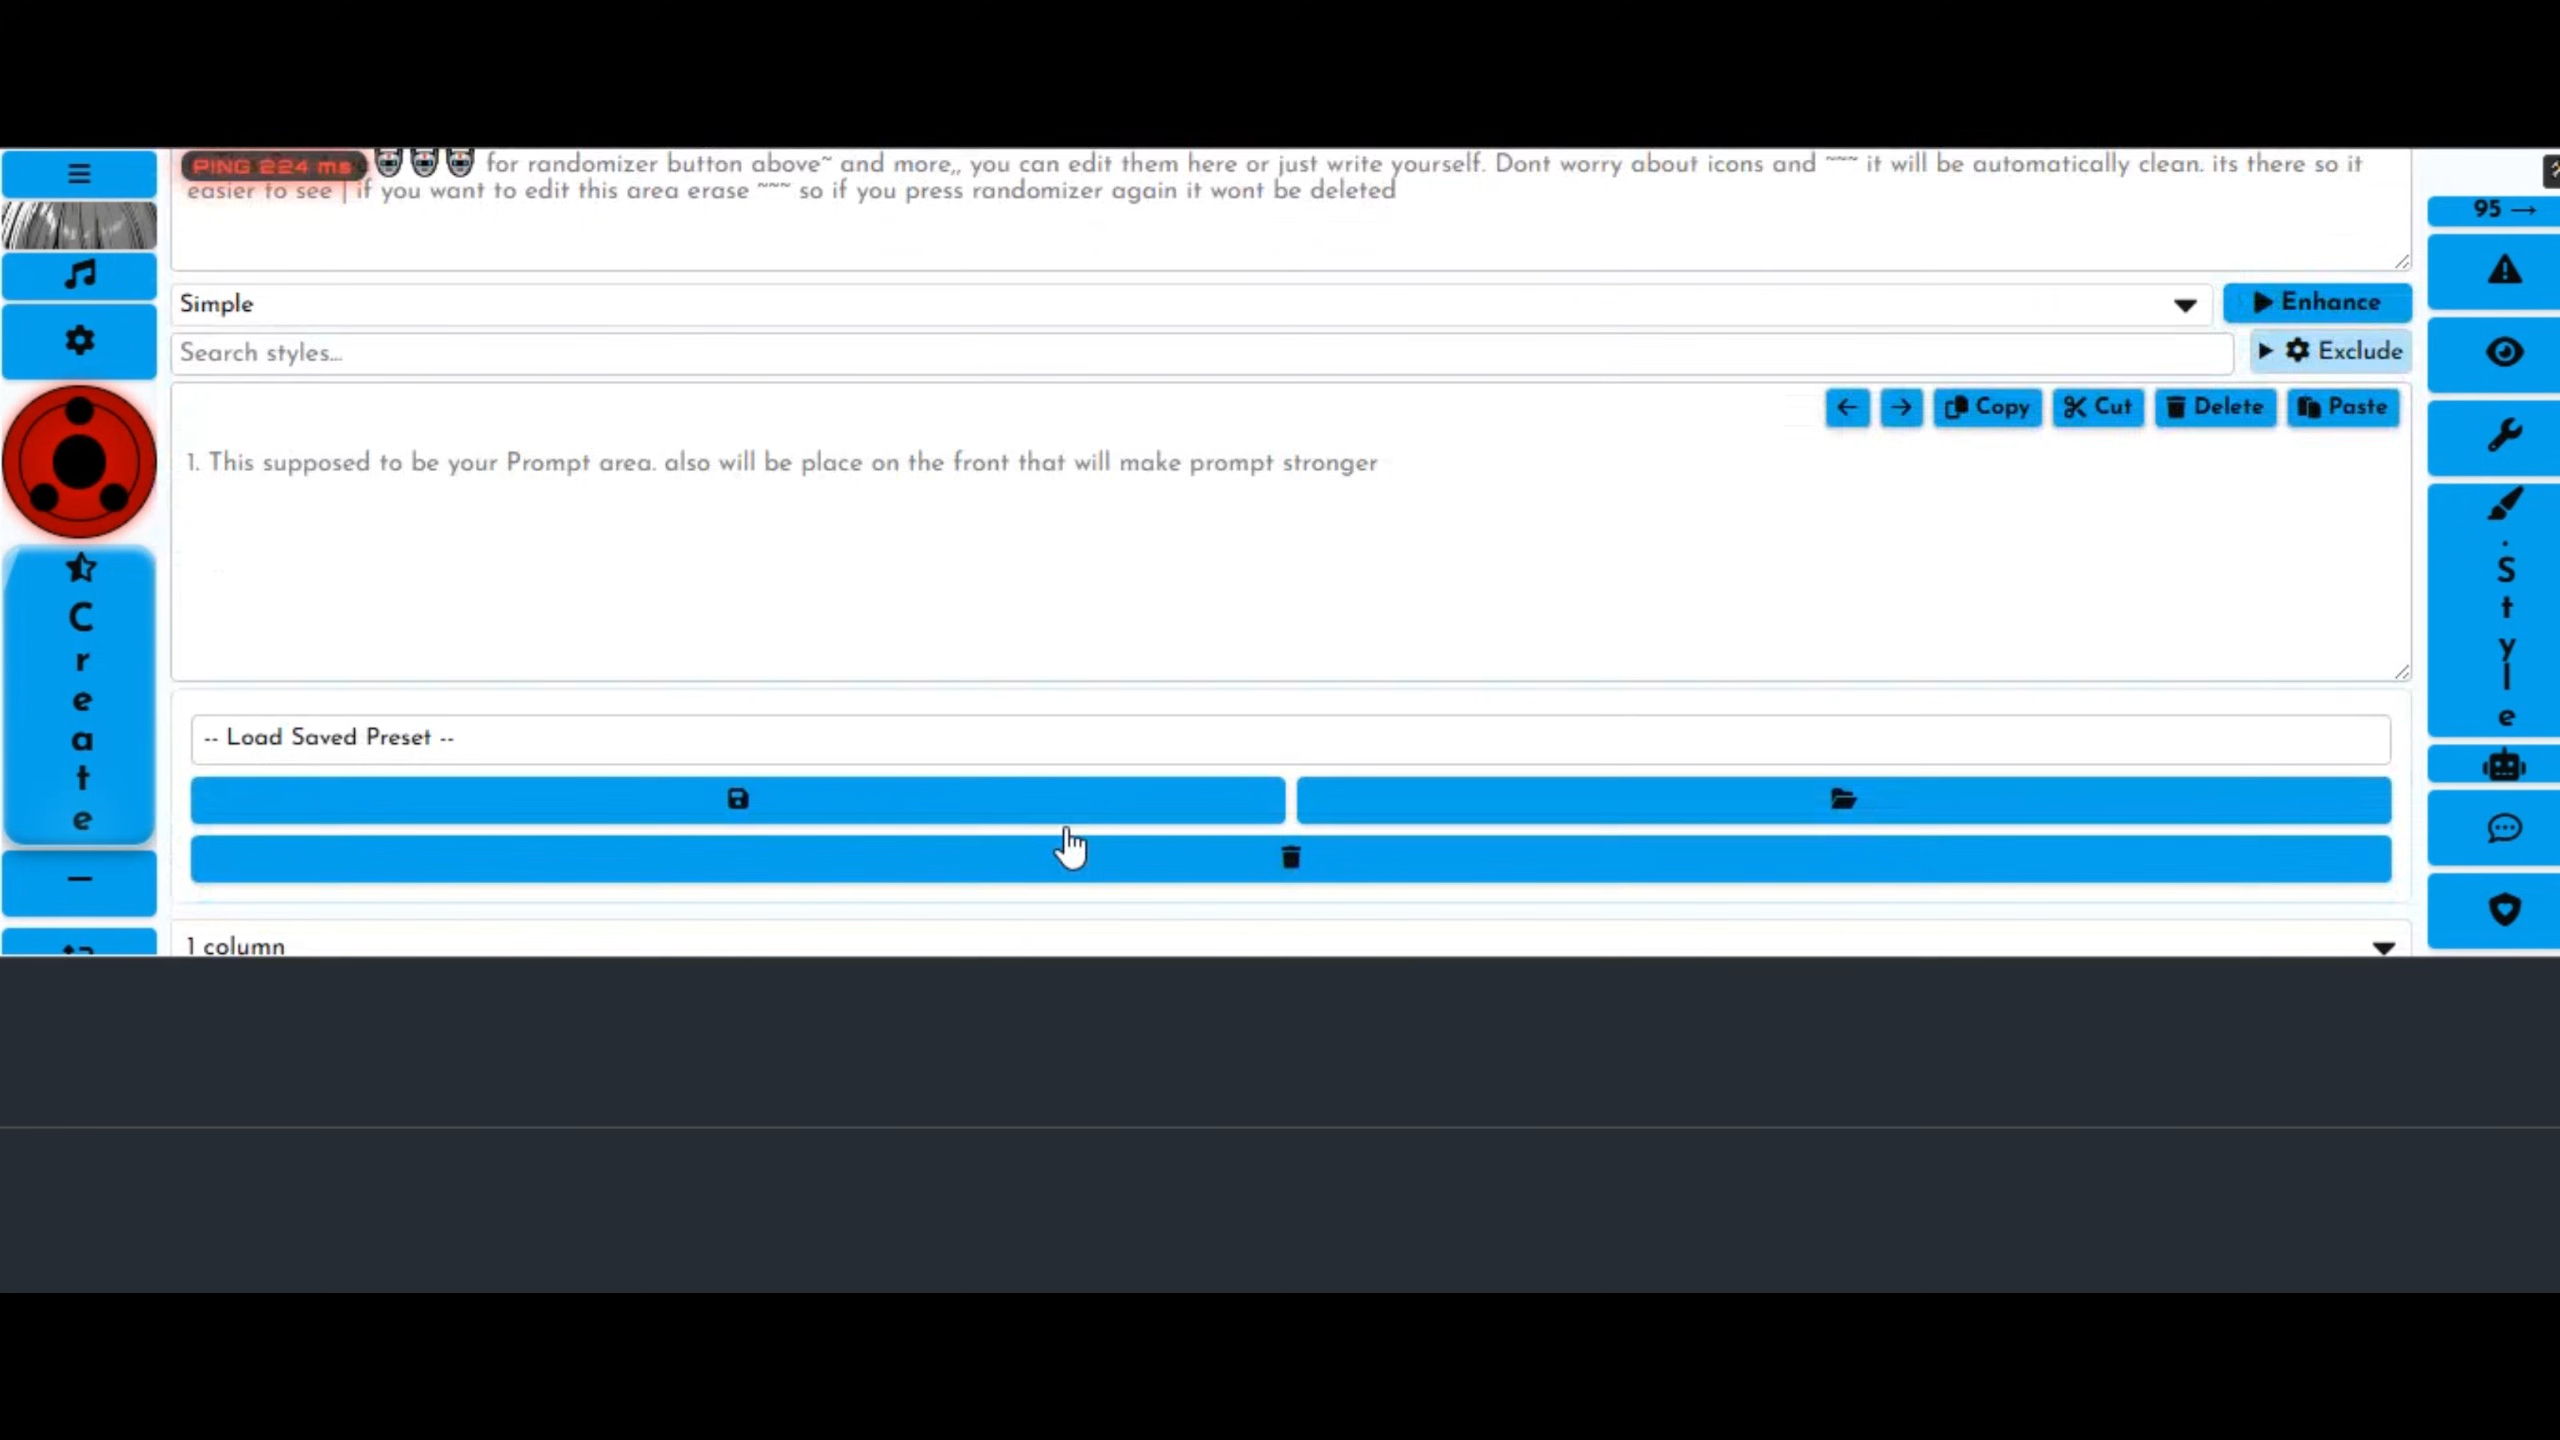 PING 224 ms for randomizer button above~ and more,, you can edit them here or just write yourself. Dont worry about icons and ~~~ it will be automatically clean. its there so it
easier to see | if you want to edit this area erase ~~~ so if you press randomizer again it wont be deleted
95 →
Simple
Enhance
Search styles...
Exclude
← → Copy Cut Delete Paste
1. This supposed to be your Prompt area. also will be place on the front that will make prompt stronger
Create
. Style
-- Load Saved Preset --
1 column